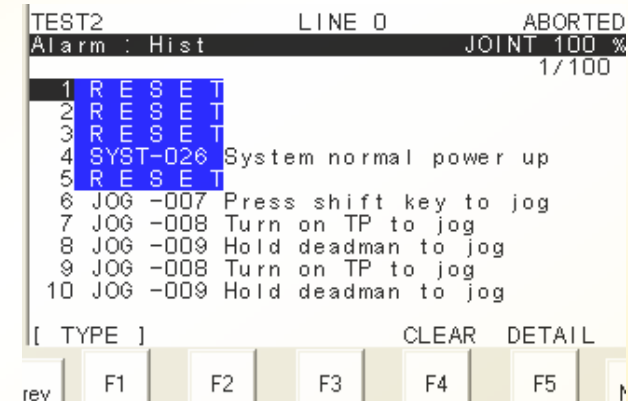 TEST2 LINE 0 ABORTED
Alarm : Hist JOINT 100 %
1/100
1 R E S E T
2 R E S E T
3 R E S E T
4 SYST-026 System normal power up
5 R E S E T
6 JOG -007 Press shift key to jog
7 JOG -008 Turn on TP to jog
8 JOG -009 Hold deadman to jog
9 JOG -008 Turn on TP to jog
10 JOG -009 Hold deadman to jog
[ TYPE ] CLEAR DETAIL
F1 F2 F3 F4 F5